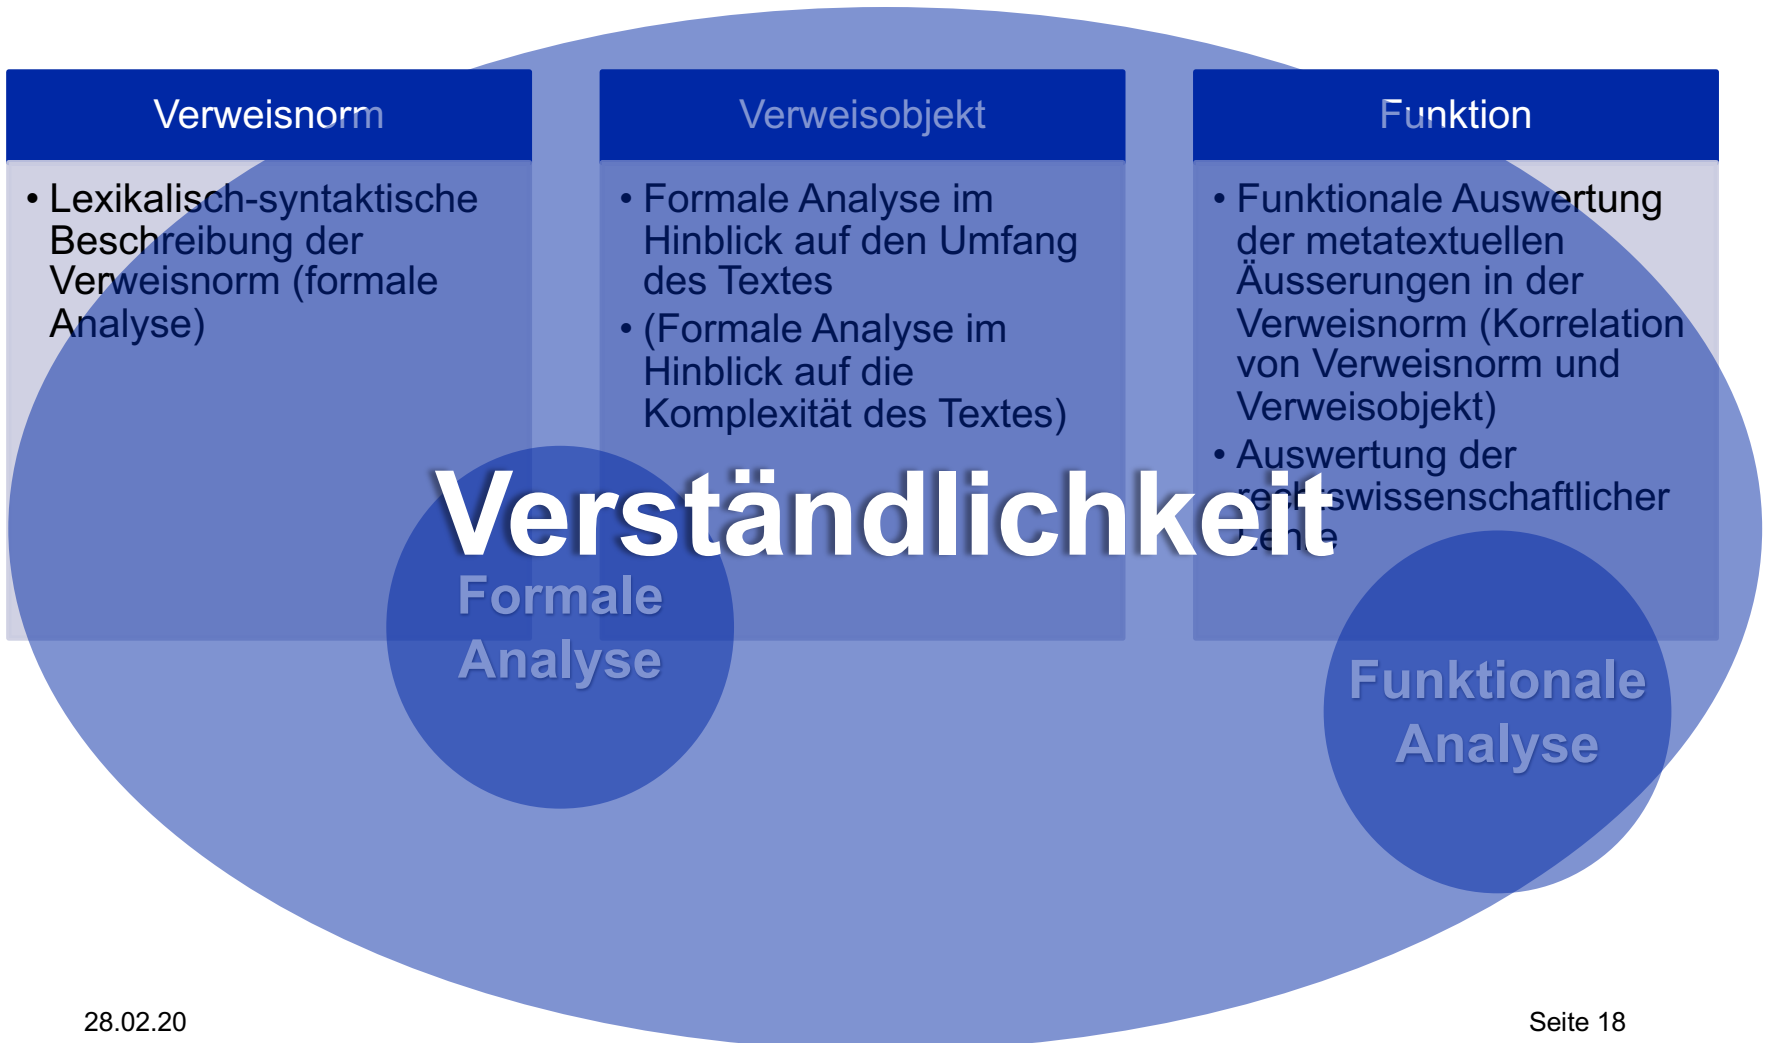 Verweisnorm
• Lexikalisch-syntaktische
Beschreibung der
Verweisnorm (formale
Analyse)
Verweisobjekt
• Formale Analyse im
Hinblick auf den Umfang
des Textes
• (Formale Analyse im
Hinblick auf die
Komplexität des Textes)
Funktion
• Funktionale Auswertung
der metatextuellen
Äusserungen in der
Verweisnorm (Korrelation
von Verweisnorm und
Verweisobjekt)
• Auswertung der
rechtswissenschaftlicher
Lehre
Verständlichkeit
Formale
Analyse
Funktionale
Analyse
28.02.20
Seite 18